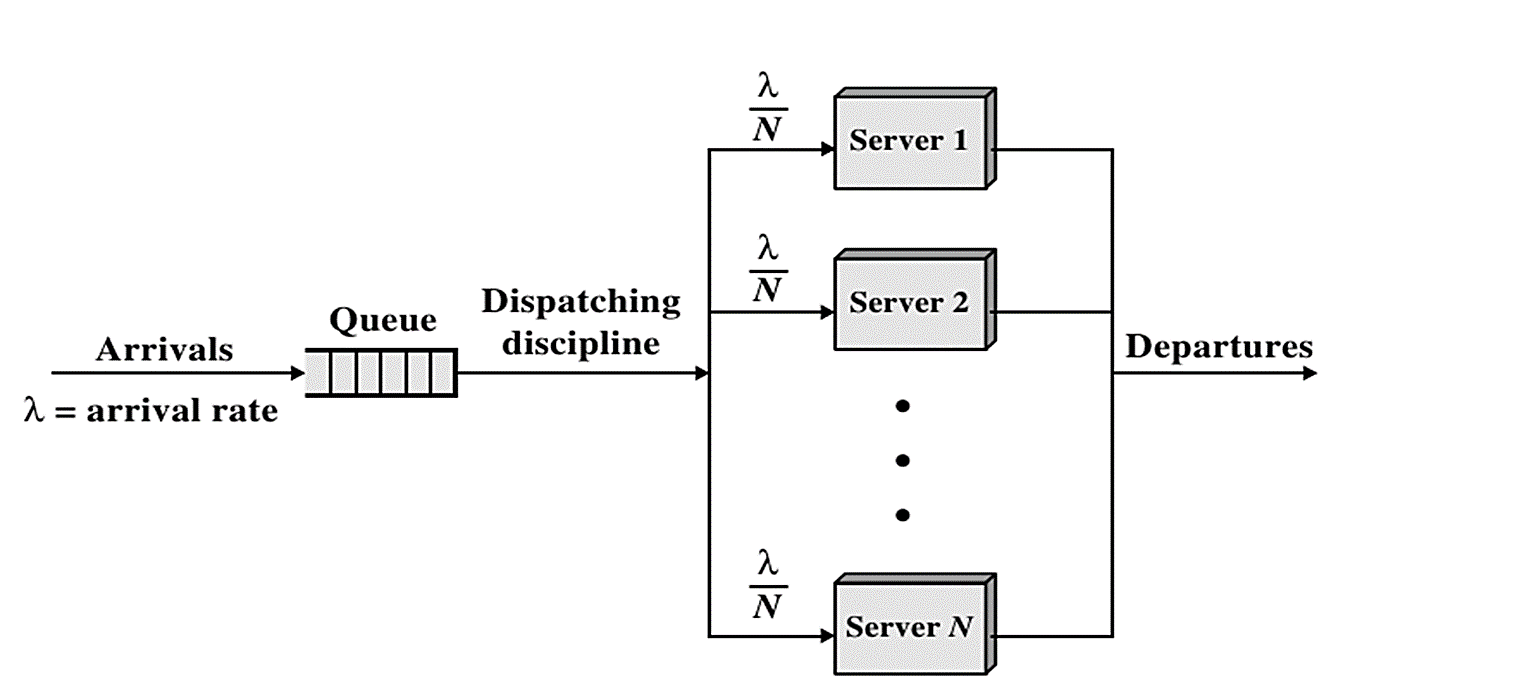 Arrivals
λ = arrival rate
Queue
Dispatching
discipline
λ
N
Server 1
λ
N
Server 2
λ
N
Server N
Departures